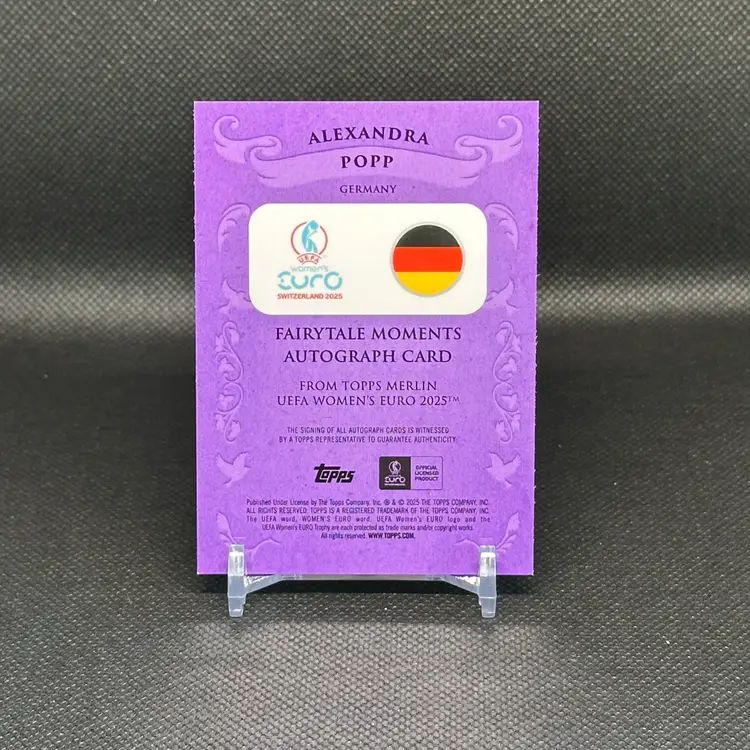 ALEXANDRA
POPP
GERMANY
UEFA
WOMEN'S
EURO
SWITZERLAND 2025
FAIRYTALE MOMENTS
AUTOGRAPH CARD
FROM TOPPS MERLIN
UEFA WOMEN'S EURO 2025™
THE SIGNING OF ALL AUTOGRAPH CARDS IS WITNESSED
BY A TOPPS REPRESENTATIVE TO GUARANTEE AUTHENTICITY
topps
EURO
OFFICIAL
LICENSED
PRODUCT
Published Under License by The Topps Company, Inc. ® & © 2025 THE TOPPS COMPANY, INC.
ALL RIGHTS RESERVED. TOPPS IS A REGISTERED TRADEMARK OF THE TOPPS COMPANY, INC.
The UEFA word, WOMEN'S EURO word, UEFA Women's EURO logo and the
UEFA Women's EURO Trophy are each protected as trade marks and/or copyright works.
All rights reserved. WWW.TOPPS.COM.